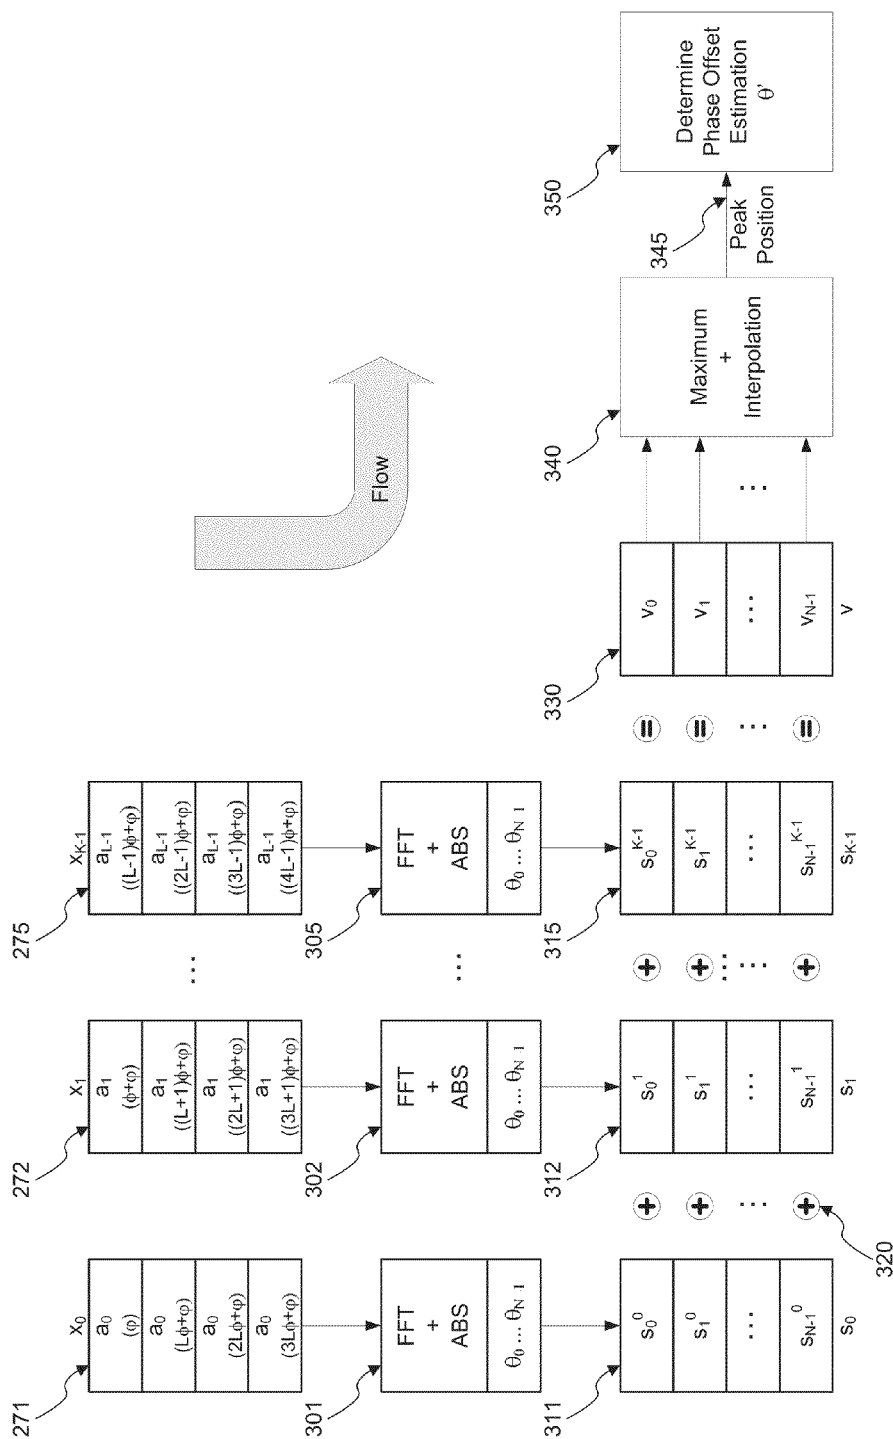 271
x0
a0
(φ)
a0
(Lϕ+φ)
a0
(2Lϕ+φ)
a0
(3Lϕ+φ)
272
x1
a1
(ϕ+φ)
a1
((L+1)ϕ+φ)
a1
((2L+1)ϕ+φ)
a1
((3L+1)ϕ+φ)
...
275
xK-1
aL-1
((L-1)ϕ+φ)
aL-1
((2L-1)ϕ+φ)
aL-1
((3L-1)ϕ+φ)
aL-1
((4L-1)ϕ+φ)
Flow
301
FFT
+
ABS
θ0 ... θN-1
302
FFT
+
ABS
θ0 ... θN-1
...
305
FFT
+
ABS
θ0 ... θN-1
311
s0^0
s1^0
...
sN-1^0
s0
+
+
...
+
320
312
s0^1
s1^1
...
sN-1^1
s1
+
+
...
...
+
315
s0^K-1
s1^K-1
...
sN-1^K-1
sK-1
=
=
...
=
330
v0
v1
...
vN-1
v
...
340
Maximum
+
Interpolation
345
Peak
Position
350
Determine
Phase Offset
Estimation
θ'